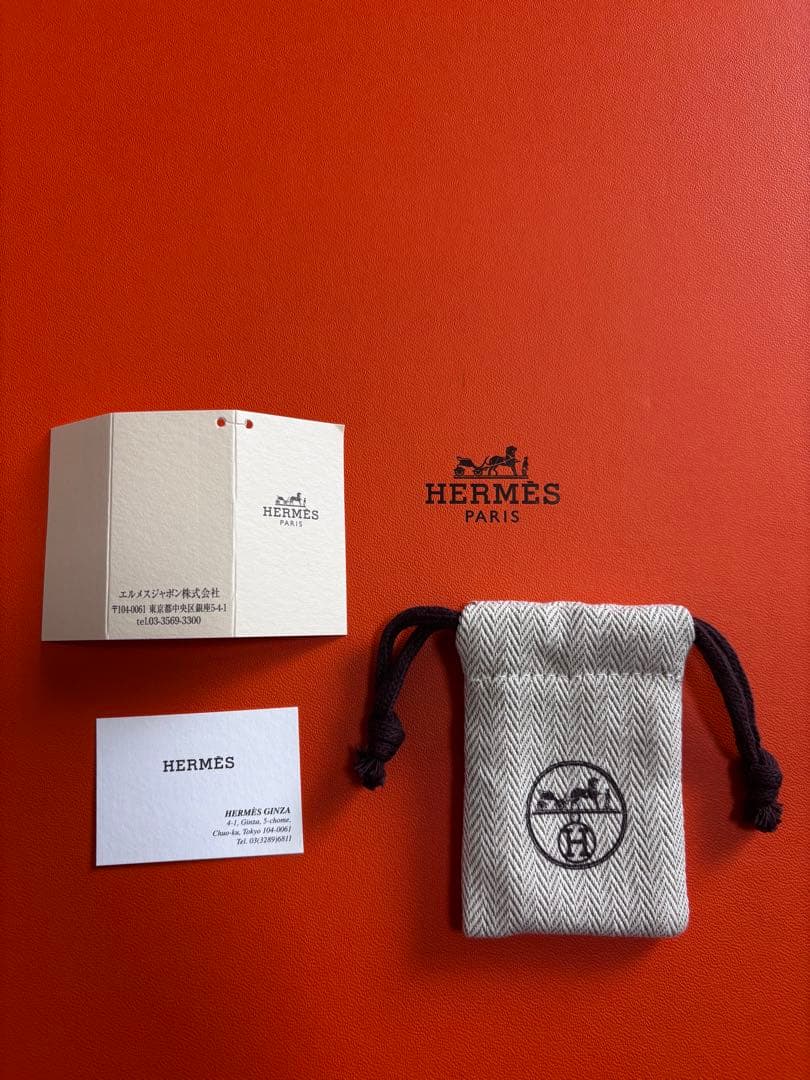 HERMÈS
PARIS
HERMÈS
PARIS
エルメスジャポン株式会社
〒104-0061 東京都中央区銀座5-4-1
tel.03-3569-3300
HERMÈS
HERMÈS GINZA
4-1, Ginza, 5-chome,
Chuo-ku, Tokyo 104-0061
Tel. 03(3289)6811
H